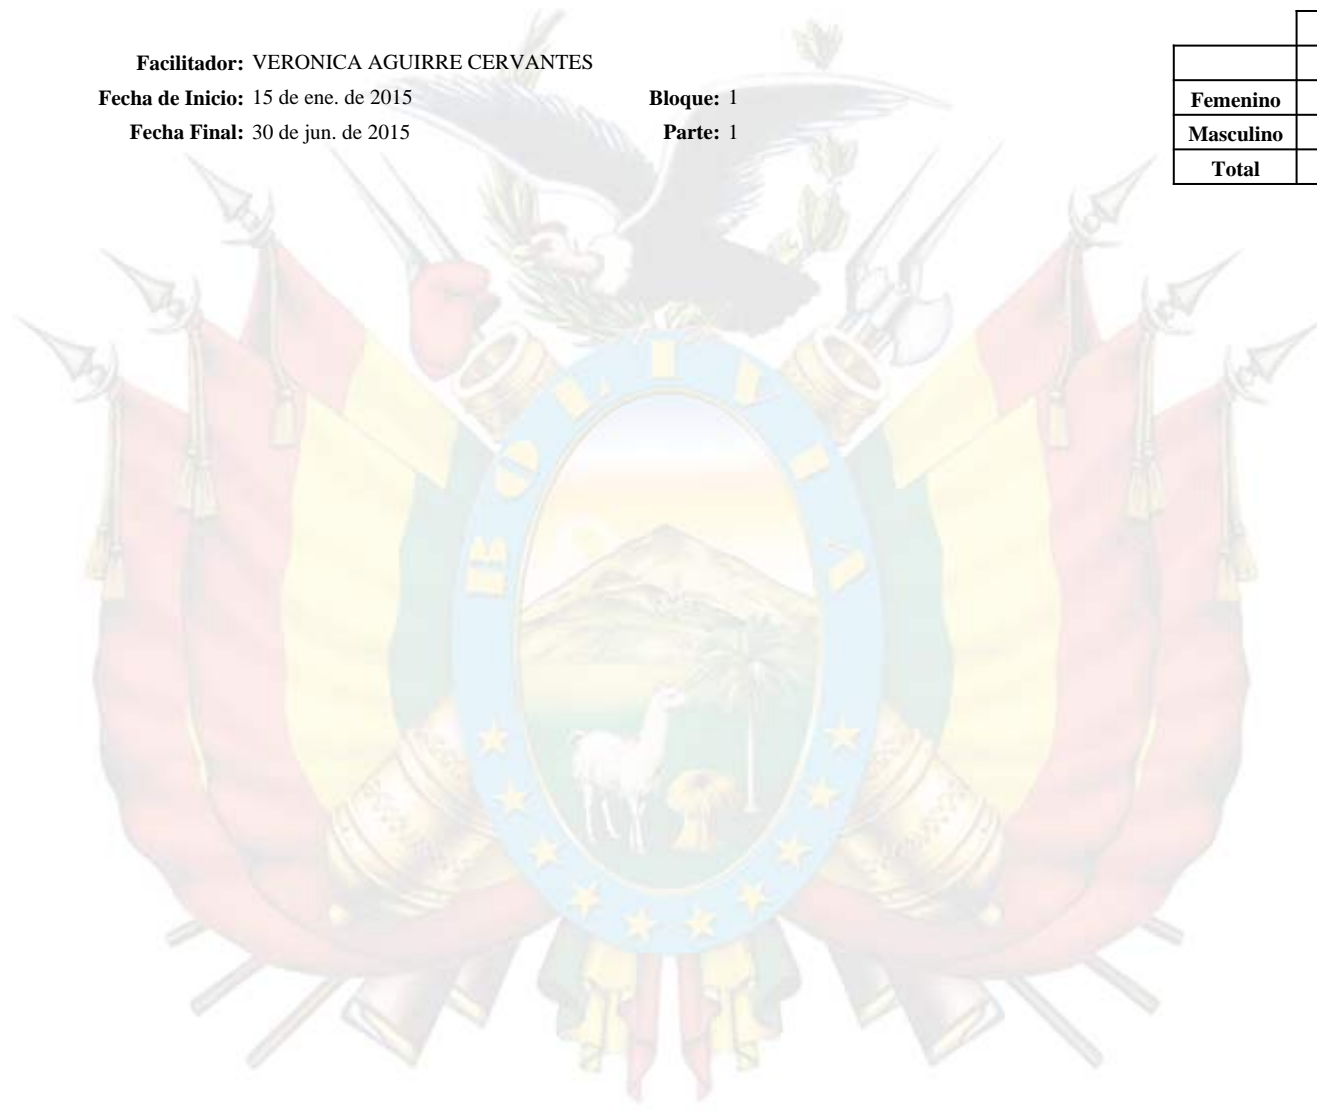 Facilitador: VERONICA AGUIRRE CERVANTES
Fecha de Inicio: 15 de ene. de 2015 Bloque: 1
Fecha Final: 30 de jun. de 2015 Parte: 1
Femenino
Masculino
Total
BOLIVIA